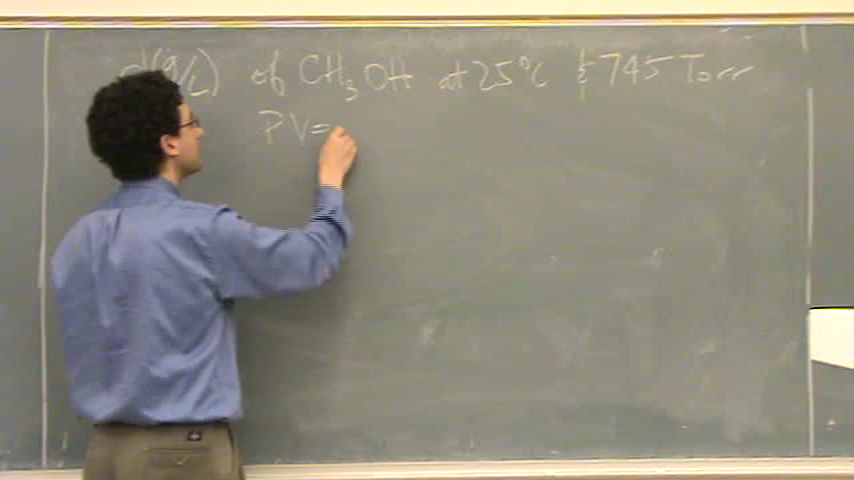 d(g/L) of CH₃OH at 25°C & 745 Torr
PV=